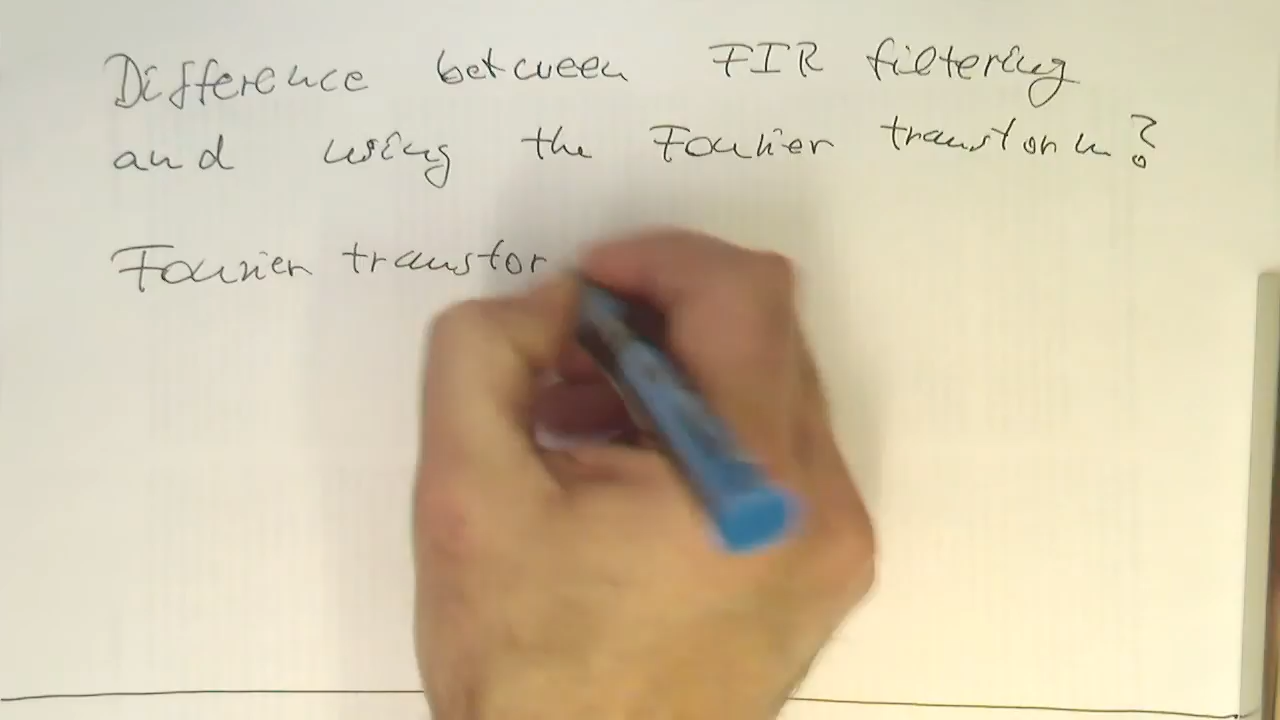 Difference between FIR filtering
and using the Fourier transform?
Fourier transfor